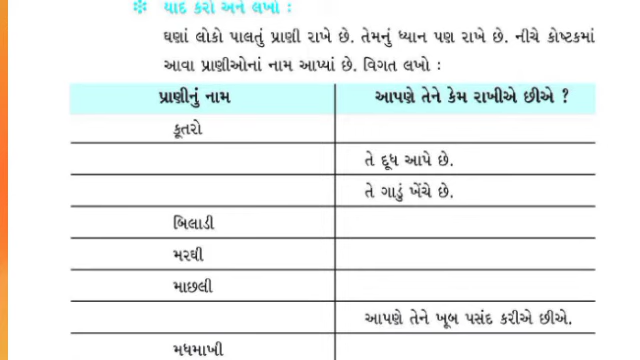 ❇ યાદ કરો અને લખો :
ઘણાં લોકો પાલતું પ્રાણી રાખે છે. તેમનું ધ્યાન પણ રાખે છે. નીચે કોષ્ટકમાં
આવા પ્રાણીઓનાં નામ આપ્યાં છે. વિગત લખો :
પ્રાણીનું નામ આપણે તેને કેમ રાખીએ છીએ ?
કૂતરો
તે દૂધ આપે છે.
તે ગાડું ખેંચે છે.
બિલાડી
મરઘી
માછલી
આપણે તેને ખૂબ પસંદ કરીએ છીએ.
મધમાખી